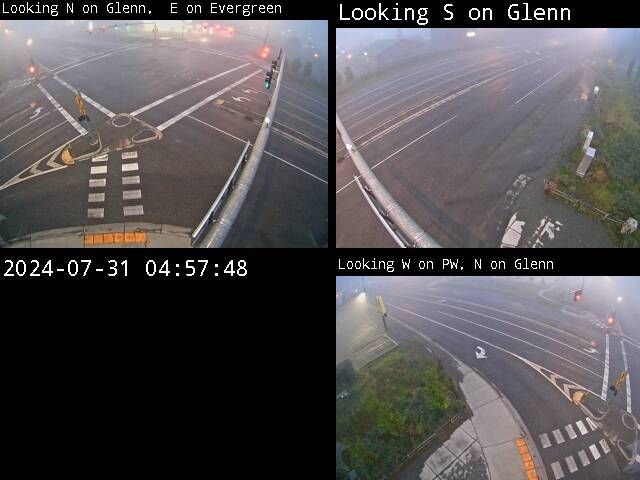 Looking N on Glenn,  E on Evergreen
Looking S on Glenn
2024-07-31 04:57:48
Looking W on PW, N on Glenn